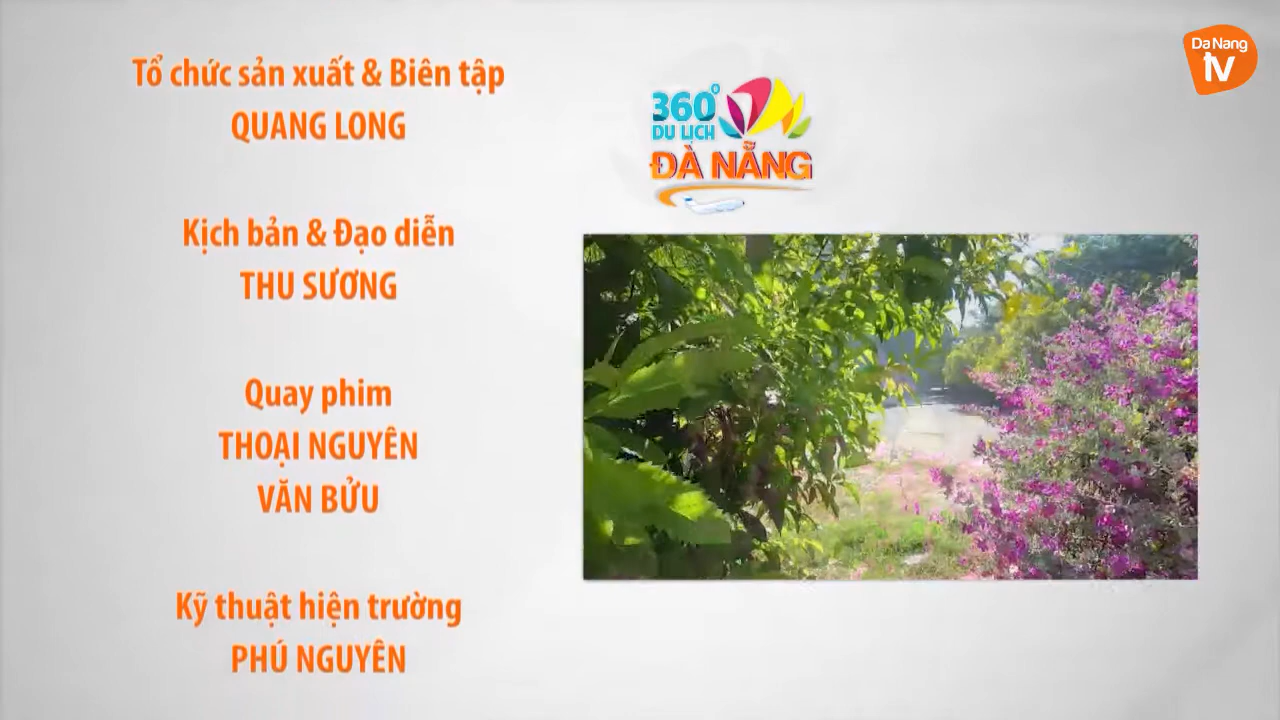 Tổ chức sản xuất & Biên tập
QUANG LONG
Kịch bản & Đạo diễn
THU SƯƠNG
Quay phim
THOẠI NGUYÊN
VĂN BỬU
Kỹ thuật hiện trường
PHÚ NGUYÊN
360°
DU LỊCH
ĐÀ NẴNG
Da Nang
tv